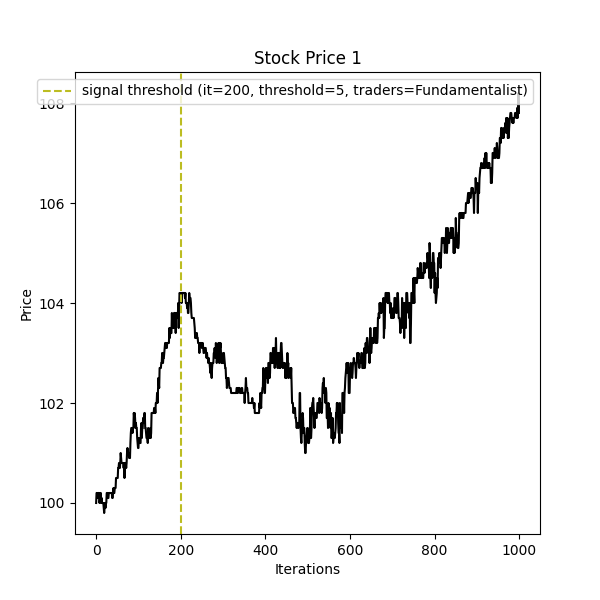 Stock Price 1
signal threshold (it=200, threshold=5, traders=Fundamentalist)
108
106
104
102
100
Price
0 200 400 600 800 1000
Iterations